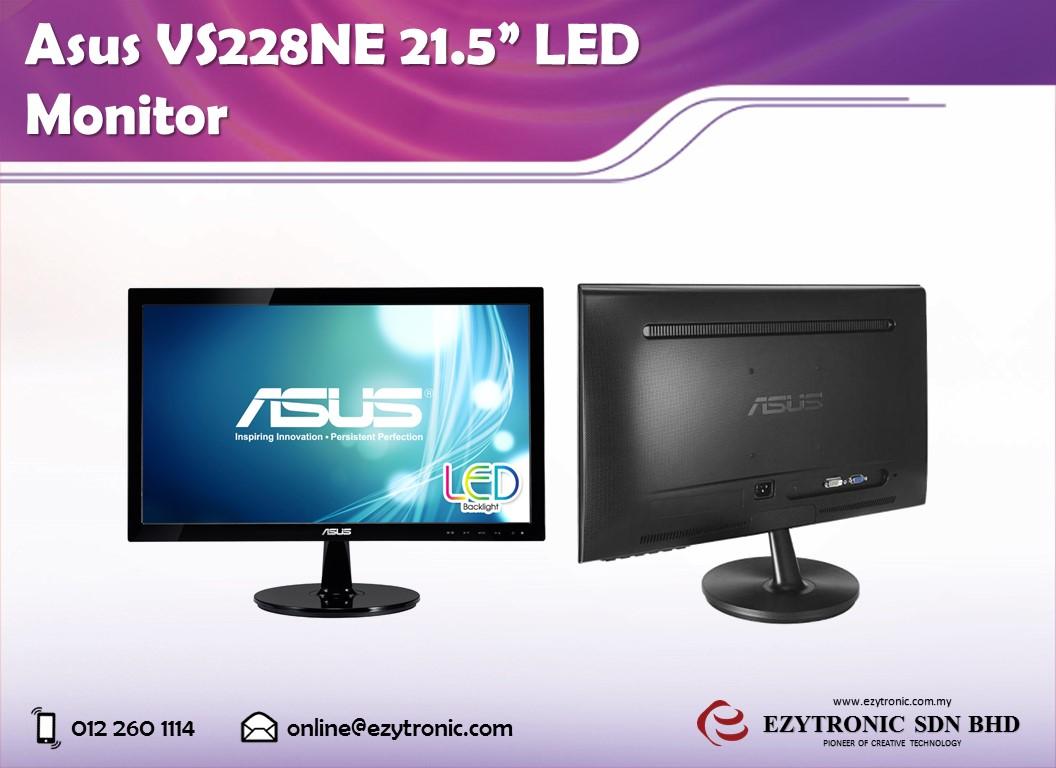 Asus VS228NE 21.5” LED
Monitor
ASUS®
Inspiring Innovation • Persistent Perfection
LED
Backlight
ASUS
ASUS
012 260 1114
online@ezytronic.com
www.ezytronic.com.my
EZYTRONIC SDN BHD
PIONEER OF CREATIVE TECHNOLOGY